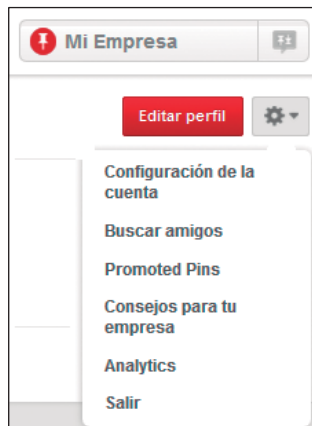 Mi Empresa
Editar perfil
Configuración de la
cuenta
Buscar amigos
Promoted Pins
Consejos para tu
empresa
Analytics
Salir